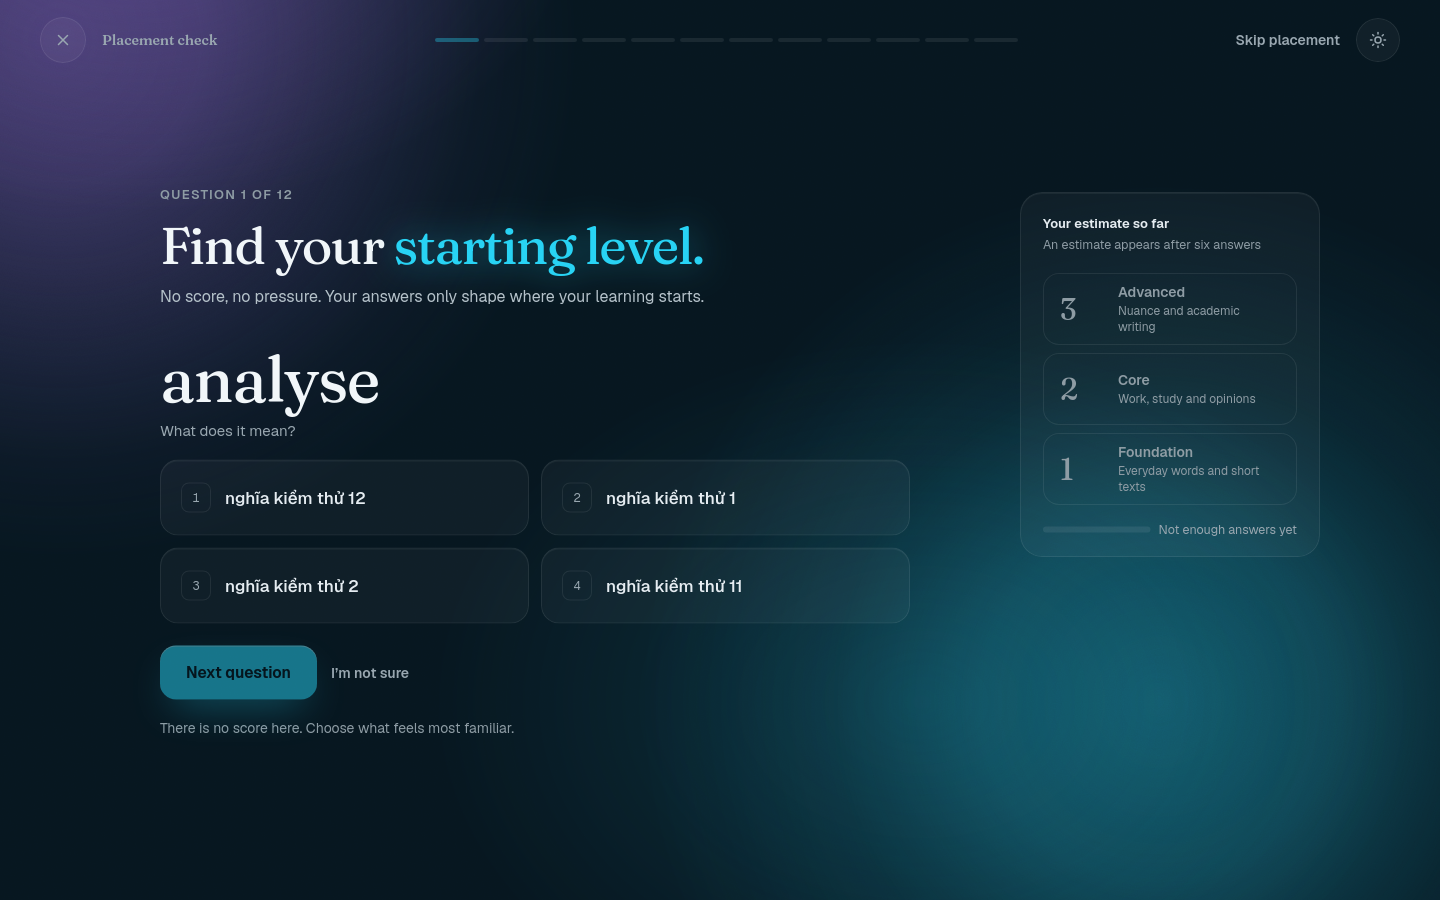 Placement check
Skip placement
QUESTION 1 OF 12
Find your starting level.
No score, no pressure. Your answers only shape where your learning starts.
analyse
What does it mean?
1 nghĩa kiểm thử 12
2 nghĩa kiểm thử 1
3 nghĩa kiểm thử 2
4 nghĩa kiểm thử 11
Next question
I'm not sure
There is no score here. Choose what feels most familiar.
Your estimate so far
An estimate appears after six answers
3
Advanced
Nuance and academic
writing
2
Core
Work, study and opinions
1
Foundation
Everyday words and short
texts
Not enough answers yet